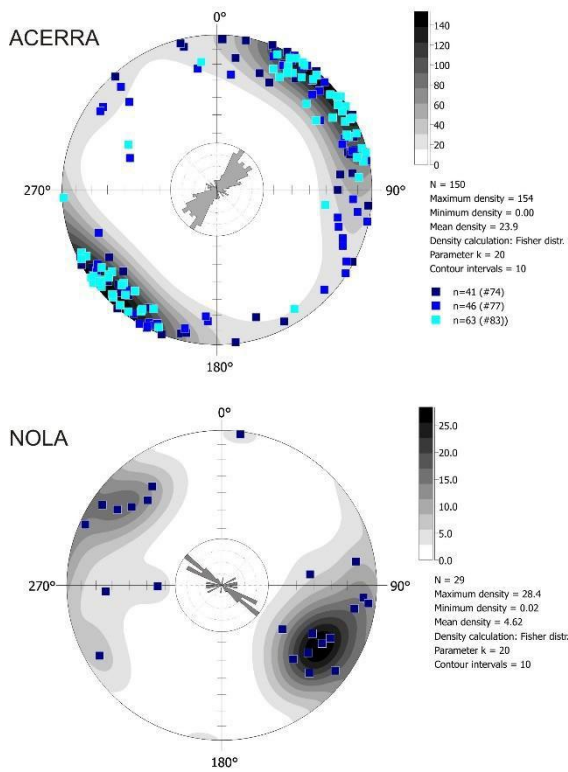 ACERRA
0°
270°
90°
180°
140
120
100
80
60
40
20
0
N = 150
Maximum density = 154
Minimum density = 0.00
Mean density = 23.9
Density calculation: Fisher distr.
Parameter k = 20
Contour intervals = 10
n=41 (#74)
n=46 (#77)
n=63 (#83))
NOLA
0°
270°
90°
180°
25.0
20.0
15.0
10.0
5.0
0.0
N = 29
Maximum density = 28.4
Minimum density = 0.02
Mean density = 4.62
Density calculation: Fisher distr.
Parameter k = 20
Contour intervals = 10